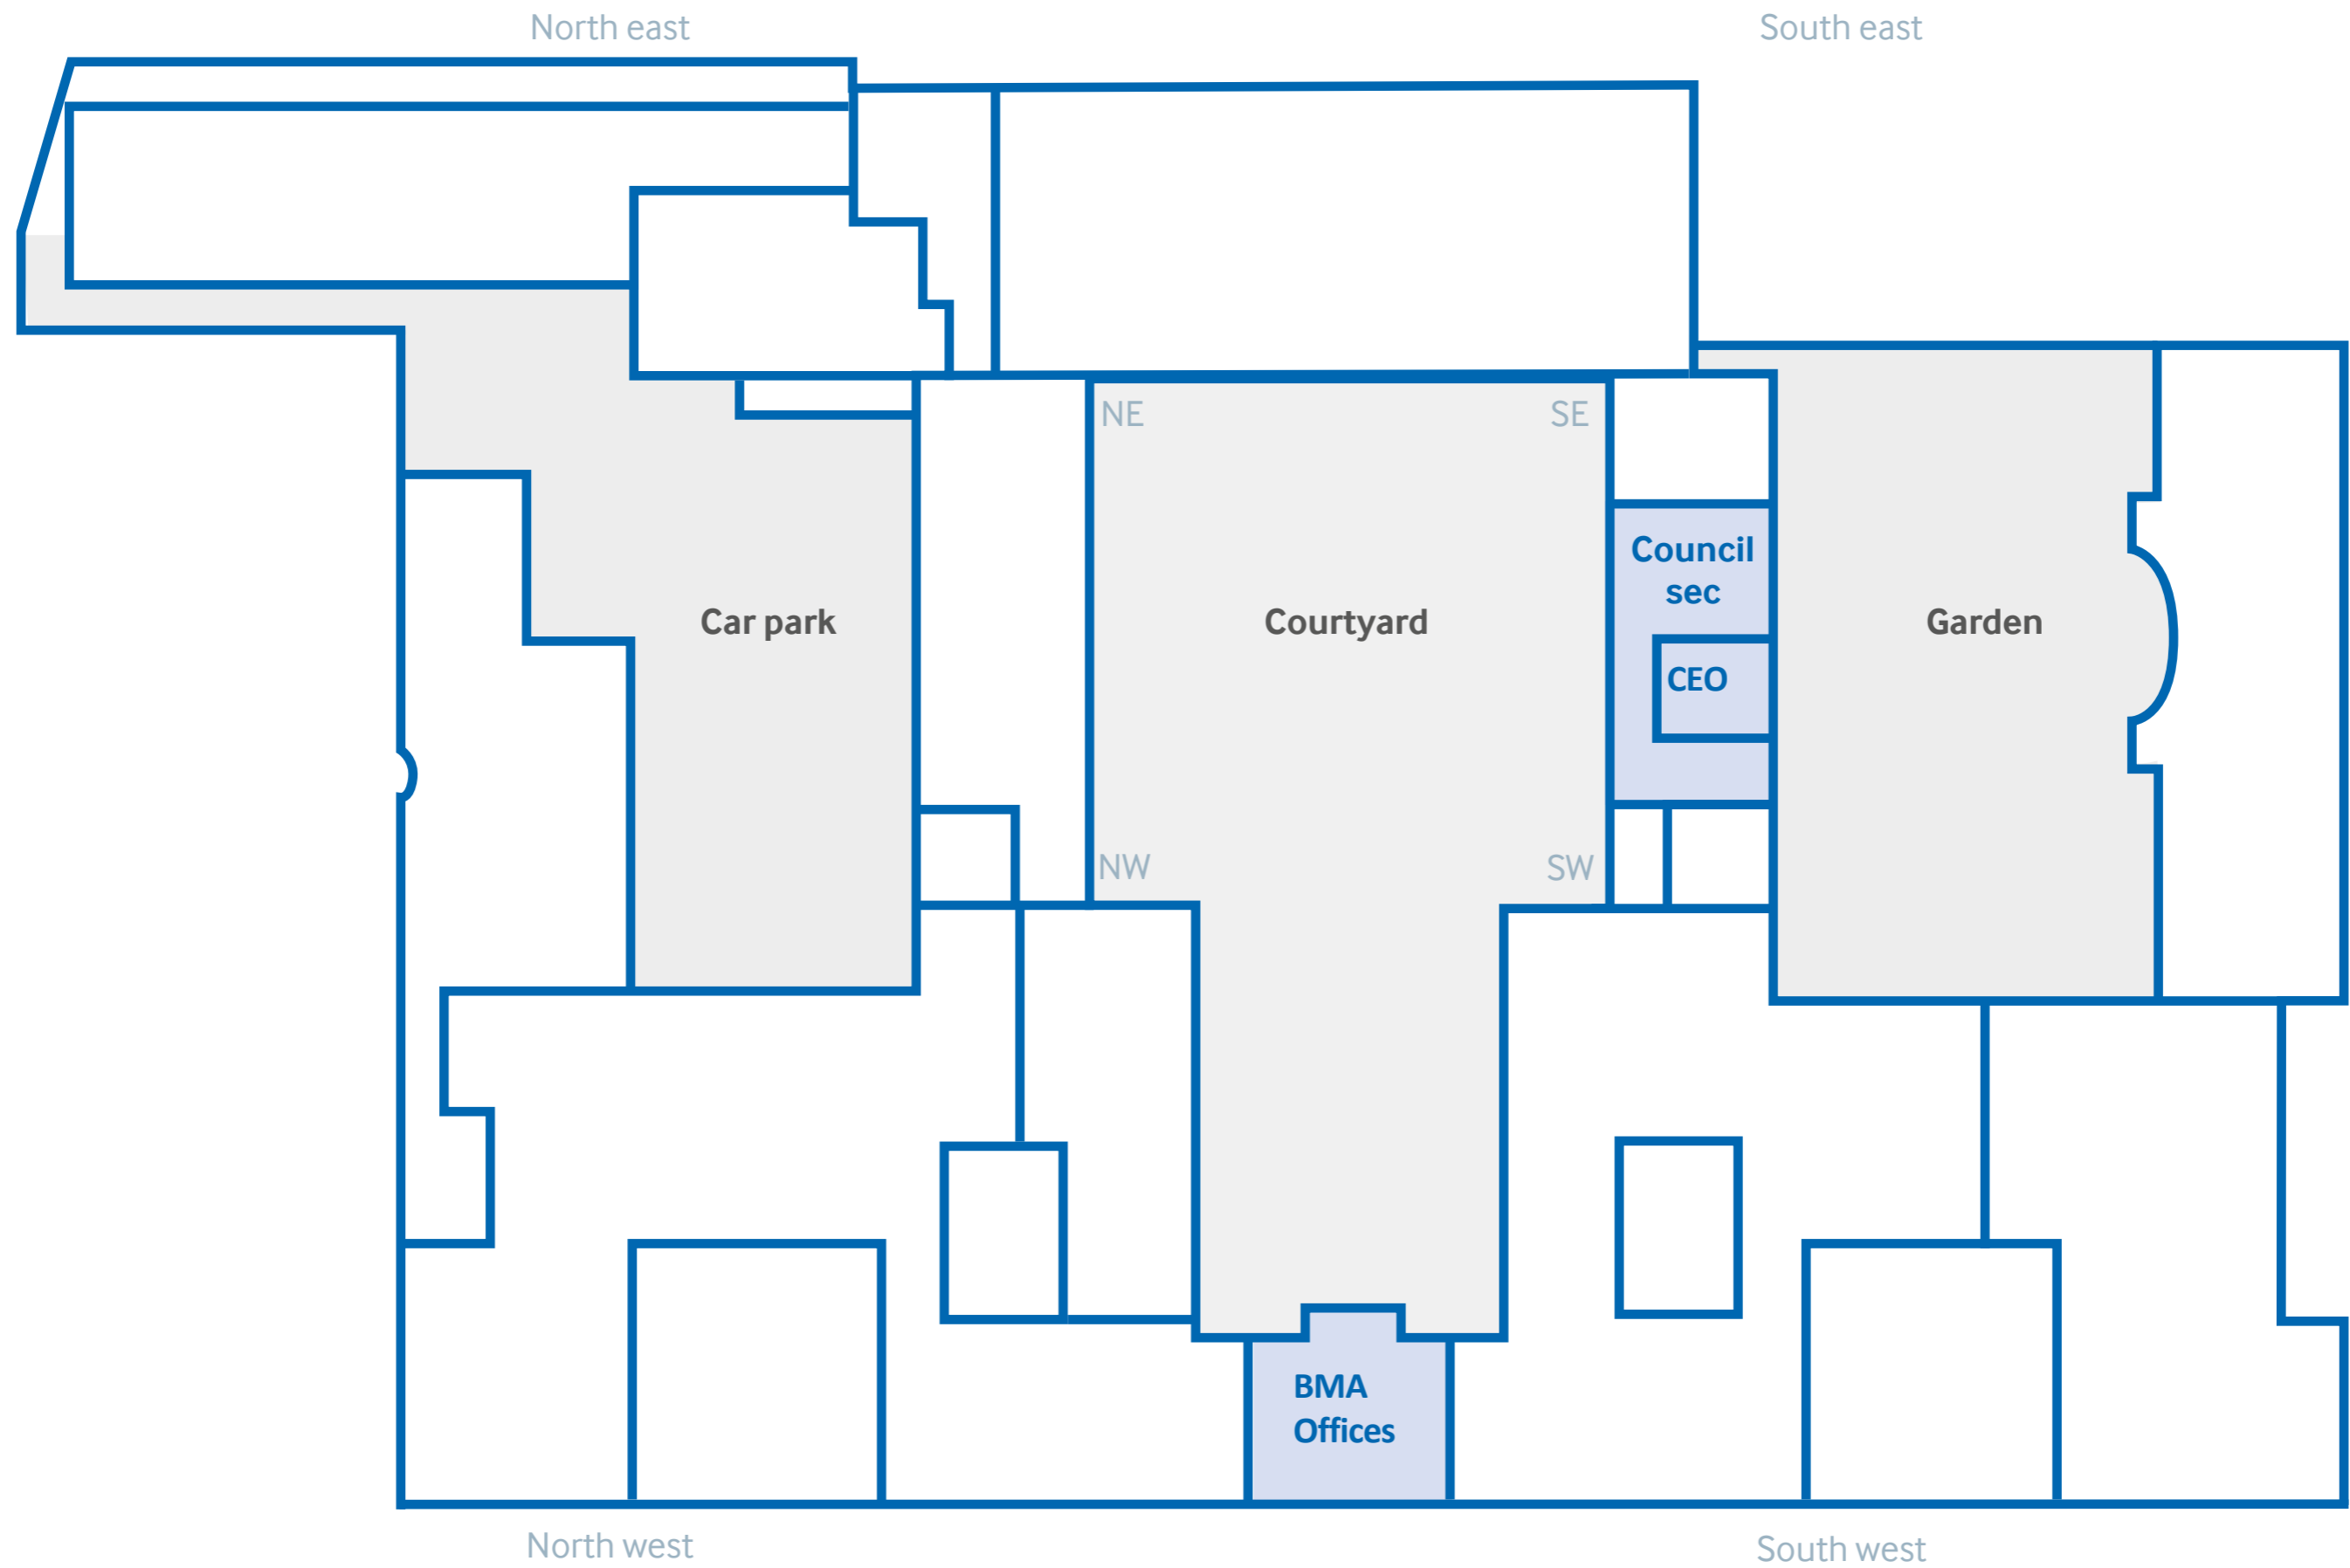 North east
South east
NE
SE
Council
sec
Car park
Courtyard
Garden
CEO
NW
SW
BMA
Offices
North west
South west